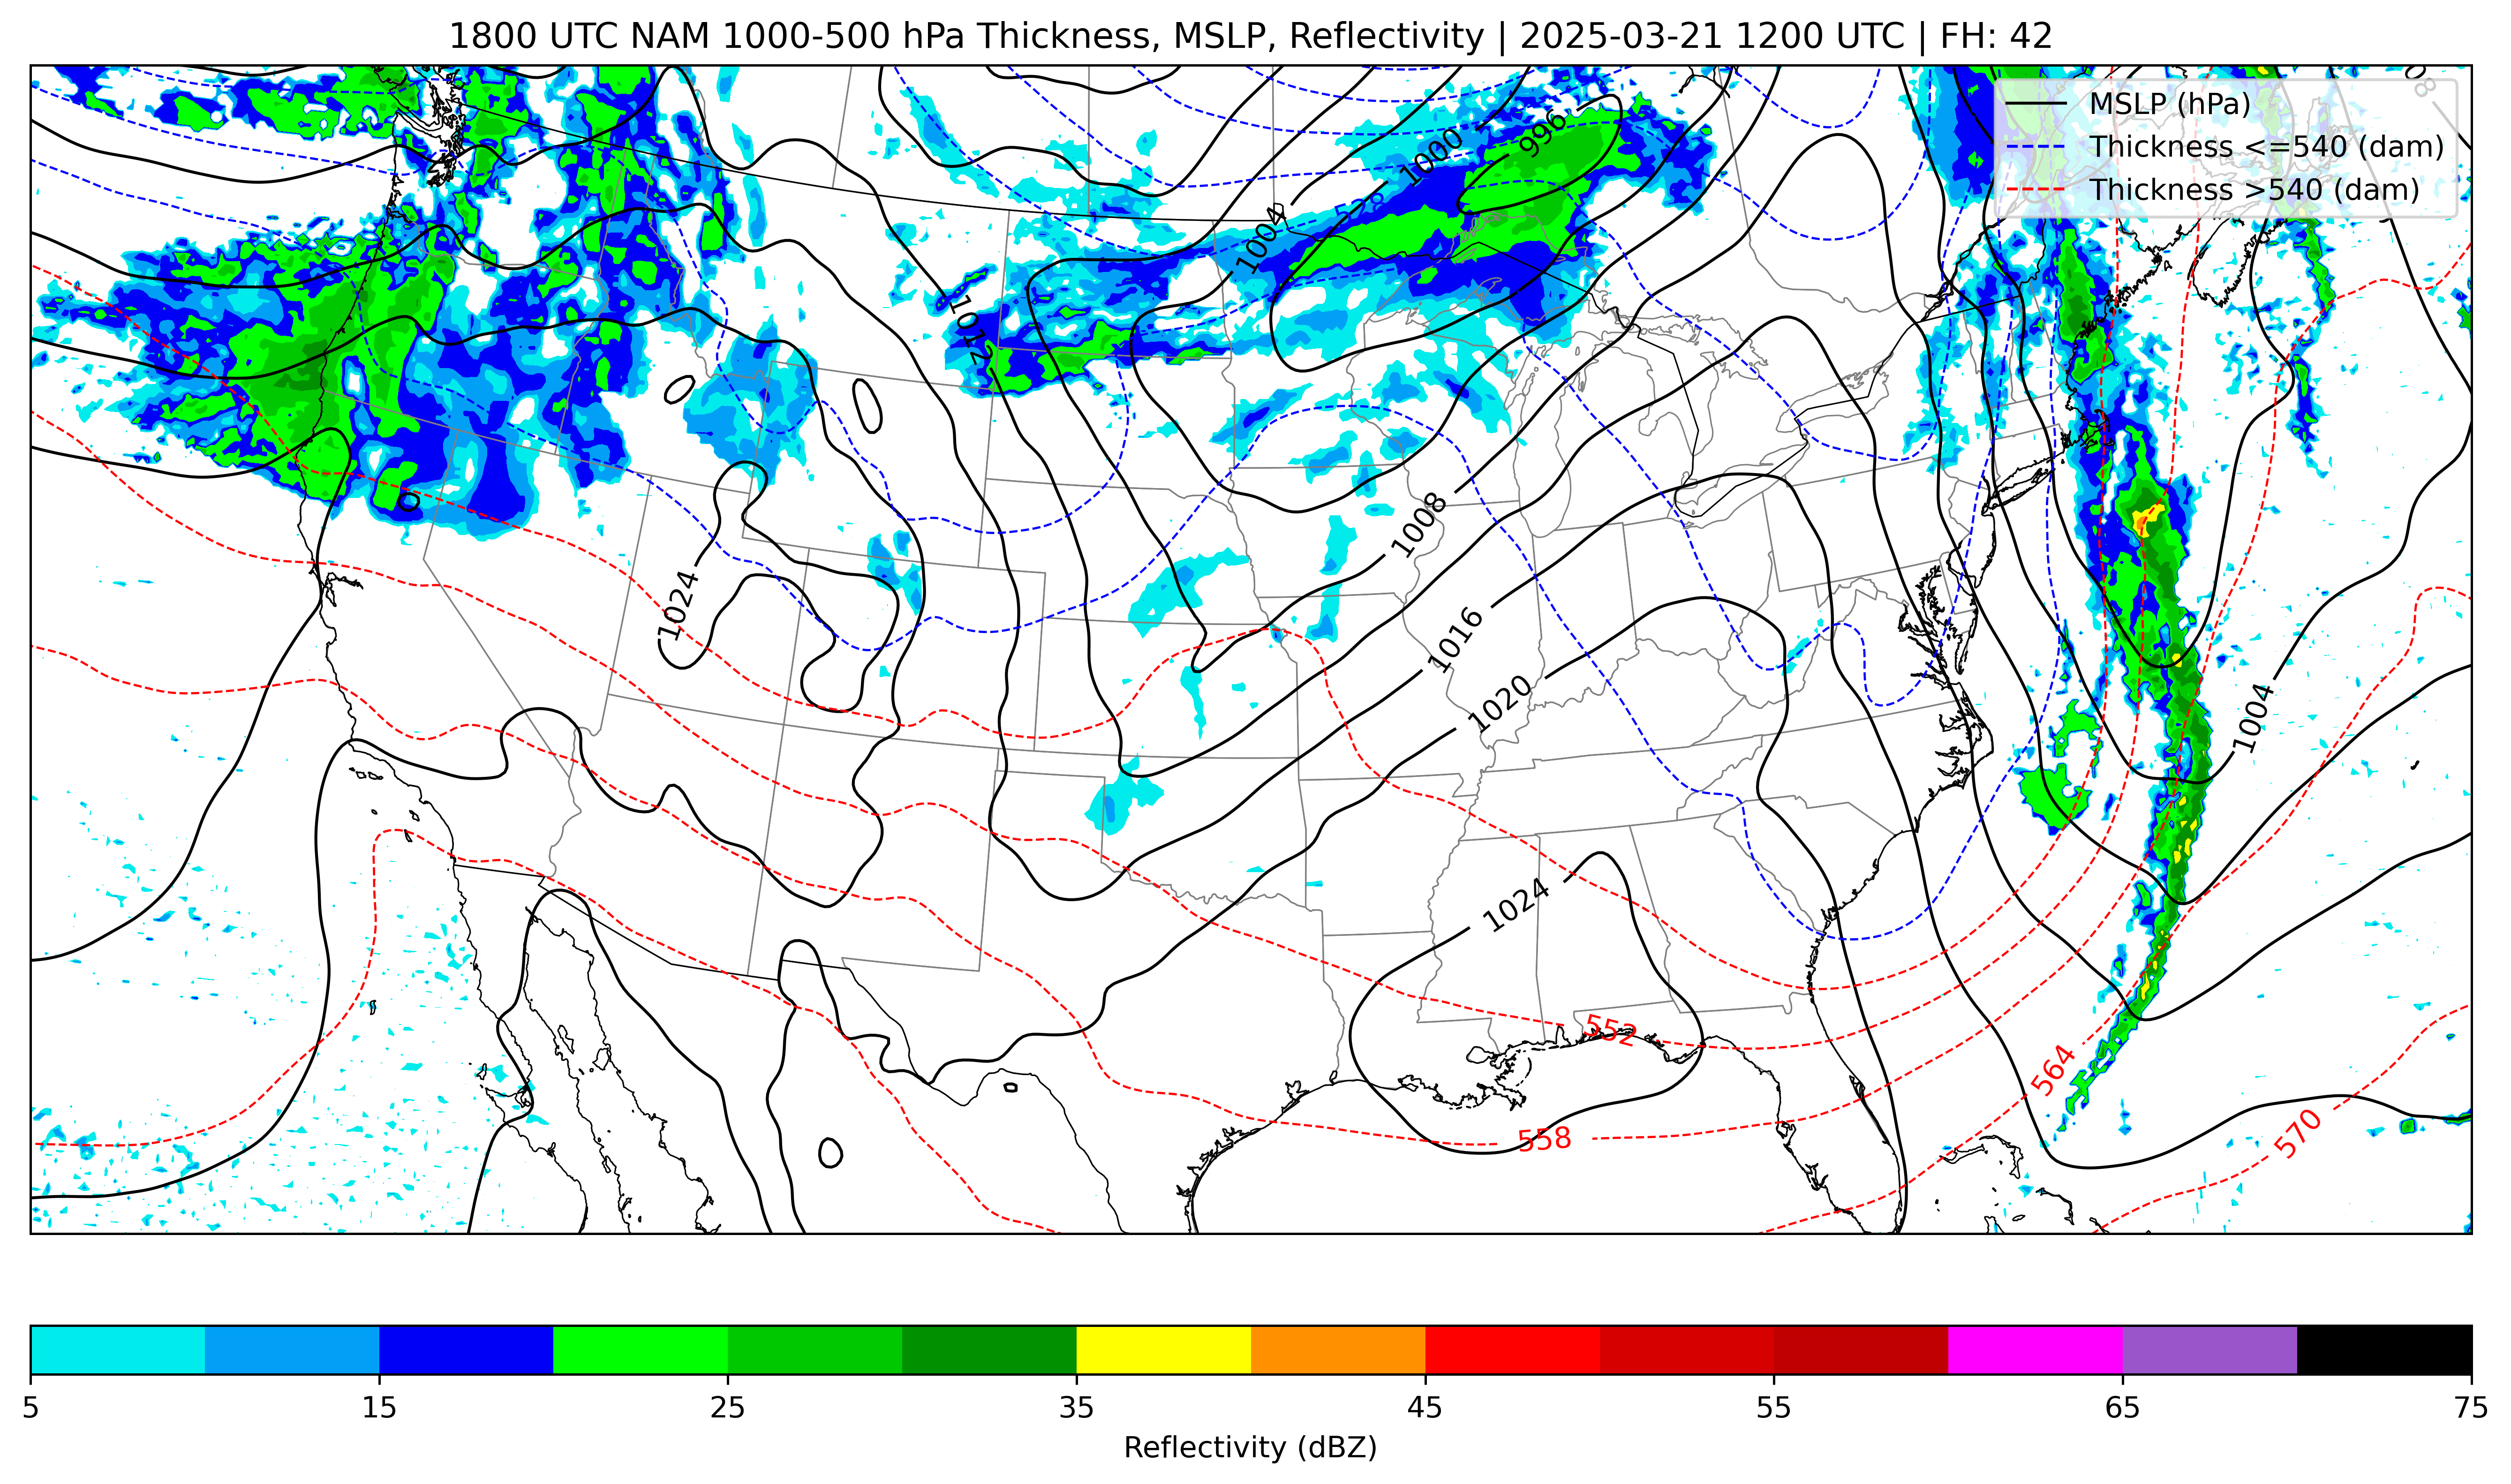 1800 UTC NAM 1000-500 hPa Thickness, MSLP, Reflectivity | 2025-03-21 1200 UTC | FH: 42
MSLP (hPa)
Thickness <=540 (dam)
Thickness >540 (dam)
996
1000
528
1004
1012
1008
1024
1016
1020
1004
1024
552
564
558
570
5 15 25 35 45 55 65 75
Reflectivity (dBZ)